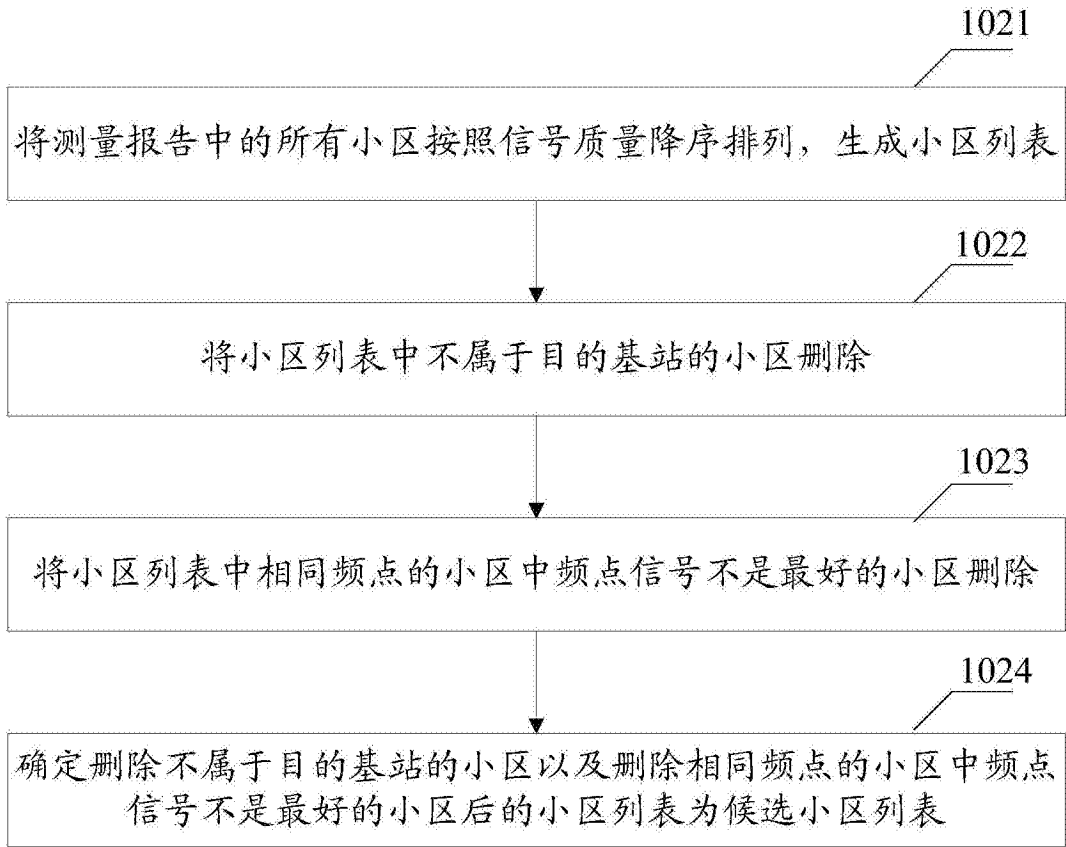 1021
将测量报告中的所有小区按照信号质量降序排列，生成小区列表
1022
将小区列表中不属于目的基站的小区删除
1023
将小区列表中相同频点的小区中频点信号不是最好的小区删除
1024
确定删除不属于目的基站的小区以及删除相同频点的小区中频点
信号不是最好的小区后的小区列表为候选小区列表